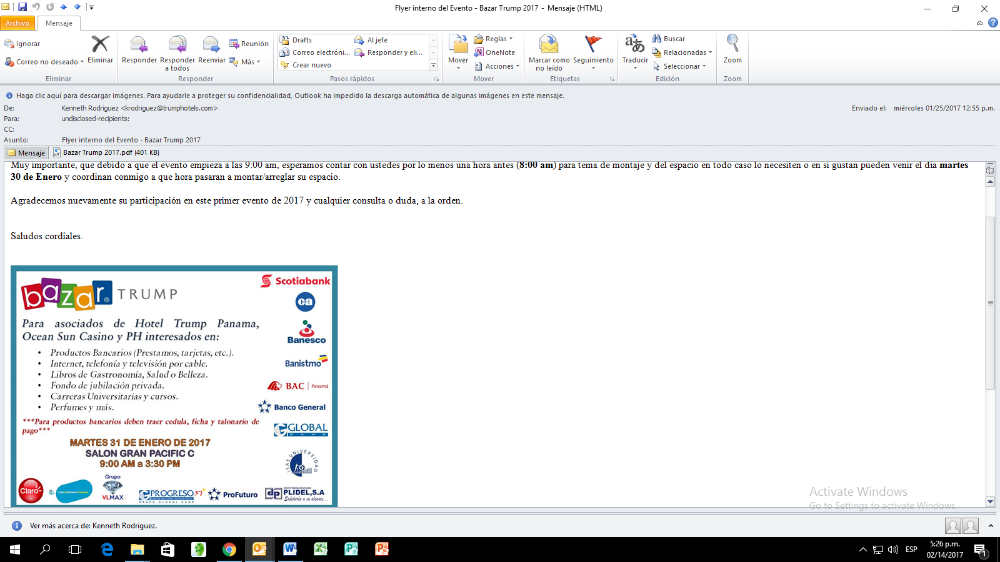 Flyer interno del Evento - Bazar Trump 2017 - Mensaje (HTML)
Archivo
Mensaje
Ignorar
Correo no deseado
Eliminar
Eliminar
Responder
Responder a todos
Reenviar
Reunión
Más
Responder
Drafts
Correo electróni...
Crear nuevo
Al jefe
Responder y eli...
Pasos rápidos
Mover
Reglas
OneNote
Acciones
Mover
Marcar como no leído
Seguimiento
Etiquetas
Traducir
Buscar
Relacionadas
Seleccionar
Edición
Zoom
Zoom
Haga clic aquí para descargar imágenes. Para ayudarle a proteger su confidencialidad, Outlook ha impedido la descarga automática de algunas imágenes en este mensaje.
De: Kenneth Rodriguez <krodriguez@trumphotels.com>
Enviado el: miércoles 01/25/2017 12:55 p.m.
Para: undisclosed-recipients:
CC:
Asunto: Flyer interno del Evento - Bazar Trump 2017
Mensaje
Bazar Trump 2017.pdf (401 KB)
Muy importante, que debido a que el evento empieza a las 9:00 am, esperamos contar con ustedes por lo menos una hora antes (8:00 am) para tema de montaje y del espacio en todo caso lo necesiten o en si gustan pueden venir el día martes
30 de Enero y coordinan conmigo a que hora pasaran a montar/arreglar su espacio.
Agradecemos nuevamente su participación en este primer evento de 2017 y cualquier consulta o duda, a la orden.
Saludos cordiales.
bazar® TRUMP
Para asociados de Hotel Trump Panama,
Ocean Sun Casino y PH interesados en:
• Productos Bancarios (Prestamos, tarjetas, etc.).
• Internet, telefonía y televisión por cable.
• Libros de Gastronomía, Salud o Belleza.
• Fondo de jubilación privada.
• Carreras Universitarias y cursos.
• Perfumes y más.
***Para productos bancarios deben traer cedula, ficha y talonario de
pago***
MARTES 31 DE ENERO DE 2017
SALON GRAN PACIFIC C
9:00 AM a 3:30 PM
Scotiabank
ca
Banesco
Banistmo
BAC | Panamá
Banco General
GLOBAL
BANK
ISAE UNIVERSIDAD
Claro
Cable & Wireless Panamá
Grupo
VLMAX
PROGRESO
GRUPO GLOBAL BANK
ProFuturo
DISTRIBUIDORA
PLIDEL,S.A
Sabiduría a su alcance...
Activate Windows
Go to Settings to activate Windows.
Ver más acerca de: Kenneth Rodriguez.
ESP
5:26 p.m.
02/14/2017
1